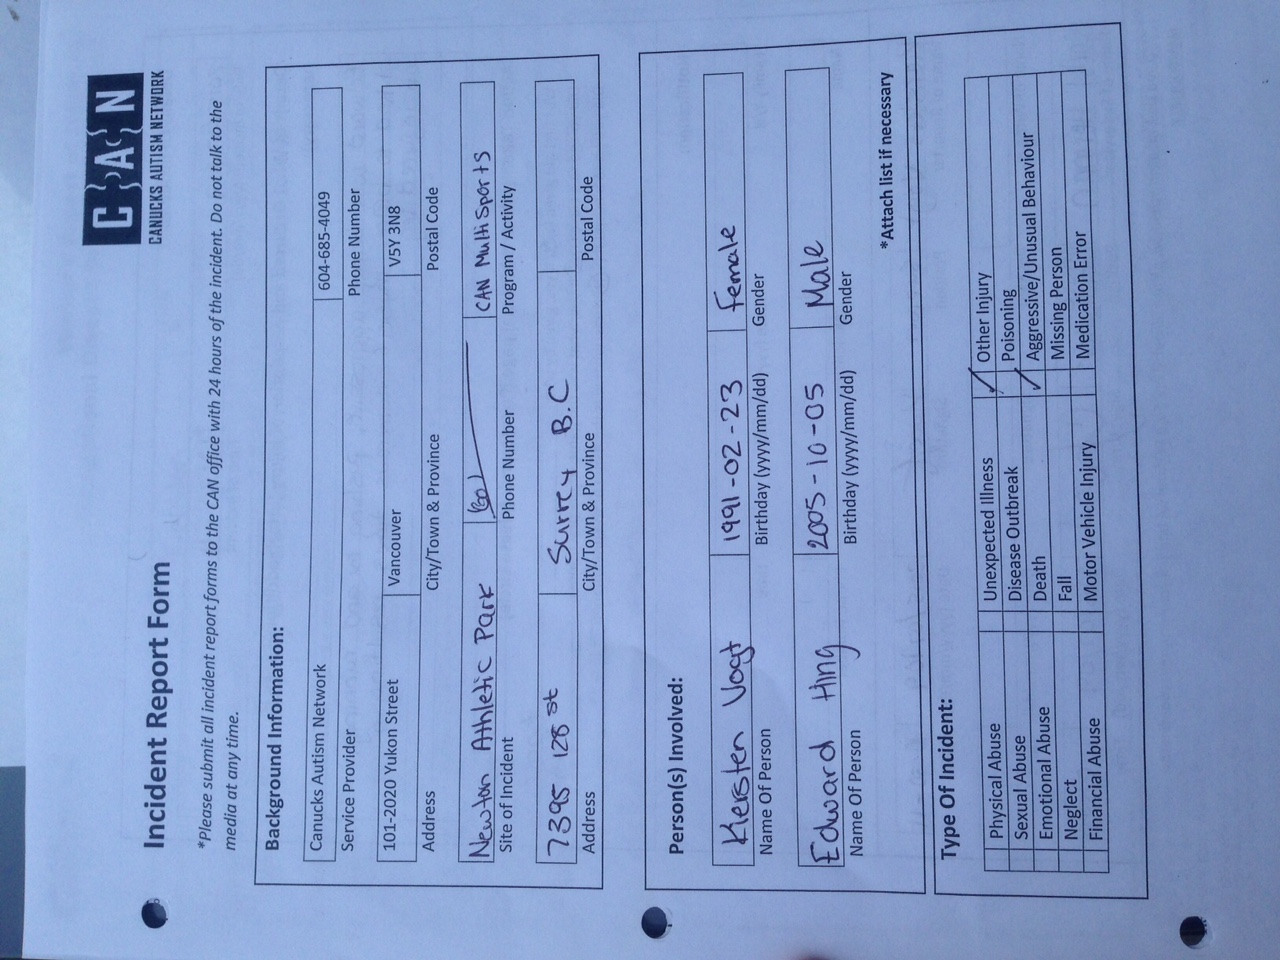 C A N
CANUCKS AUTISM NETWORK
Incident Report Form
*Please submit all incident report forms to the CAN office with 24 hours of the incident. Do not talk to the
media at any time.
Background Information:
Canucks Autism Network 604-685-4049
Service Provider Phone Number
101-2020 Yukon Street Vancouver V5Y 3N8
Address City/Town & Province Postal Code
Newton Athletic Park CAN MultiSports
Site of Incident Phone Number Program / Activity
7395 128 st Surrey B.C
Address City/Town & Province Postal Code
Person(s) Involved:
Kiersten Vogt 1991-02-23 Female
Name Of Person Birthday (yyyy/mm/dd) Gender
Edward Hing 2005-10-05 Male
Name Of Person Birthday (yyyy/mm/dd) Gender
*Attach list if necessary
Type Of Incident:
Physical Abuse Unexpected Illness Other Injury
Sexual Abuse Disease Outbreak Poisoning
Emotional Abuse Death Aggressive/Unusual Behaviour
Neglect Fall Missing Person
Financial Abuse Motor Vehicle Injury Medication Error